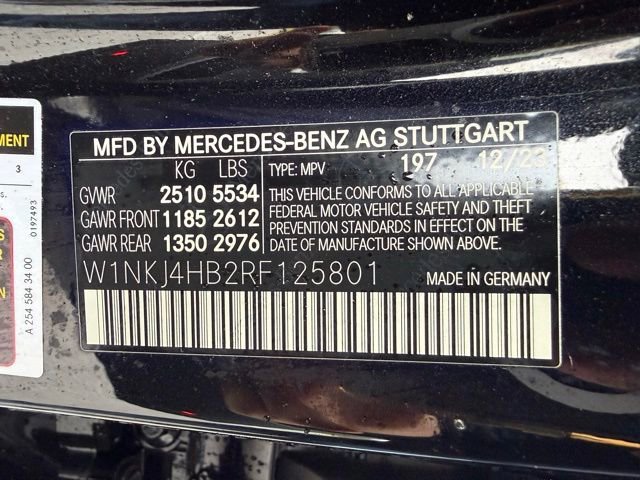 MFD BY MERCEDES-BENZ AG STUTTGART
KG LBS TYPE: MPV 197 12/23
GVWR 2510 5534
GAWR FRONT 1185 2612
GAWR REAR 1350 2976
THIS VEHICLE CONFORMS TO ALL APPLICABLE
FEDERAL MOTOR VEHICLE SAFETY AND THEFT
PREVENTION STANDARDS IN EFFECT ON THE
DATE OF MANUFACTURE SHOWN ABOVE.
W1NKJ4HB2RF125801
MADE IN GERMANY
3
A 254 584 34 00
0197493